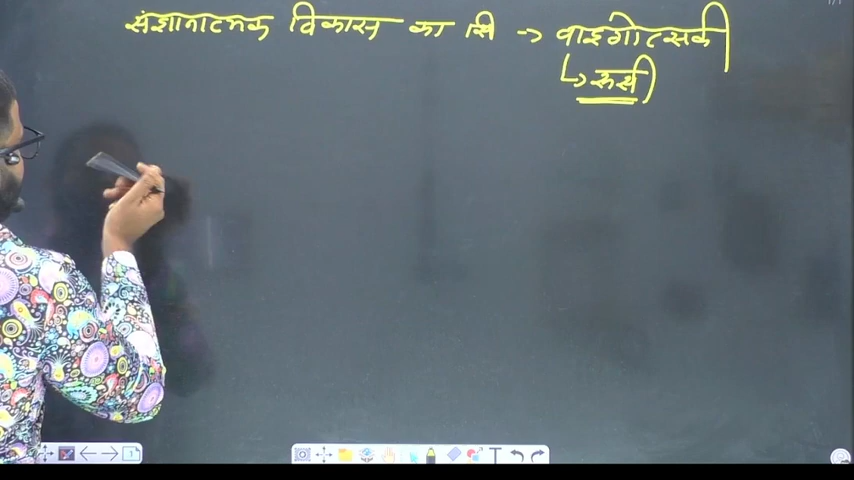 संज्ञानात्मक विकास का सि → वाइगोत्सकी
↳ रुसी